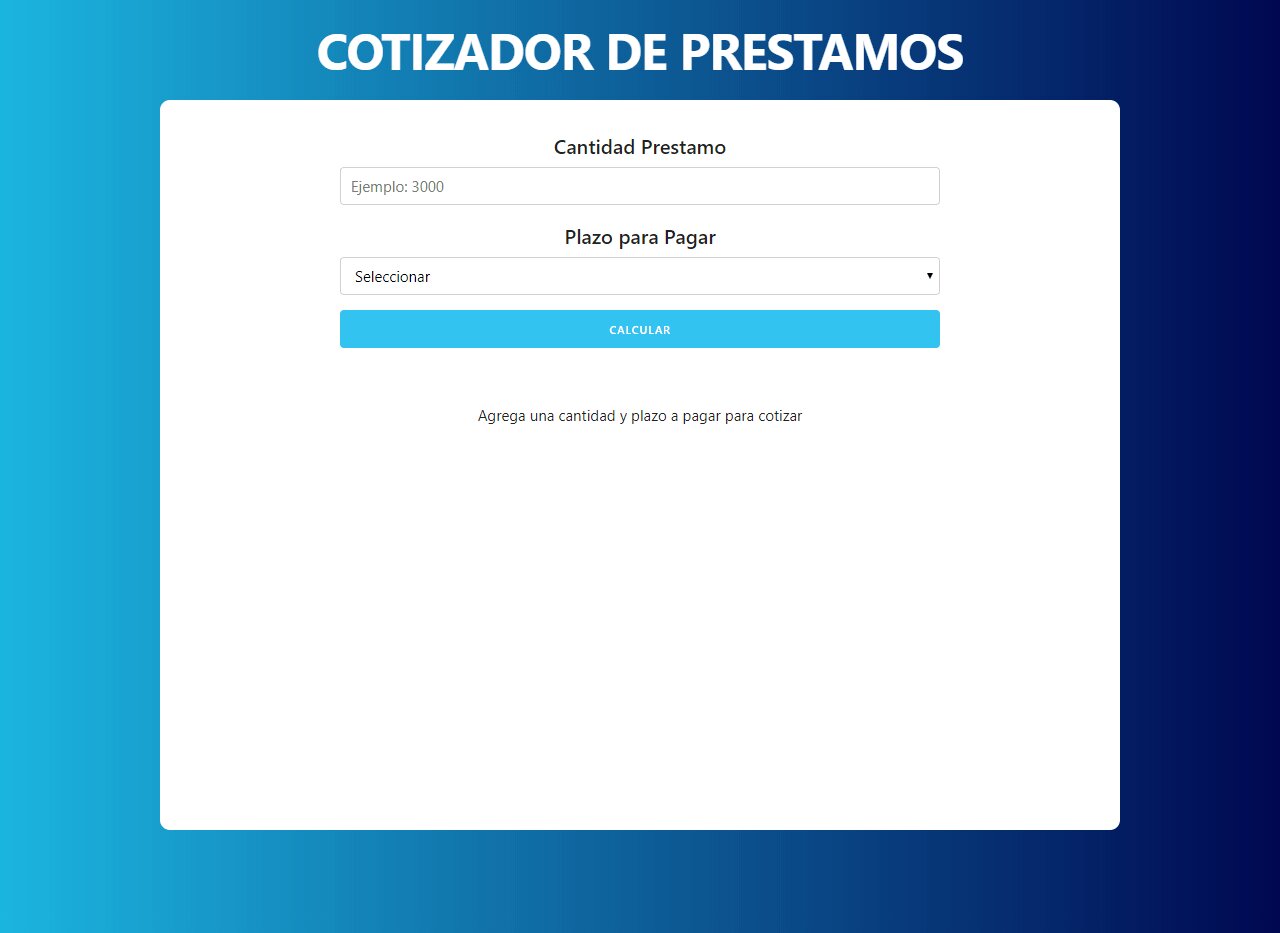 COTIZADOR DE PRESTAMOS
Cantidad Prestamo
Ejemplo: 3000
Plazo para Pagar
Seleccionar
CALCULAR
Agrega una cantidad y plazo a pagar para cotizar